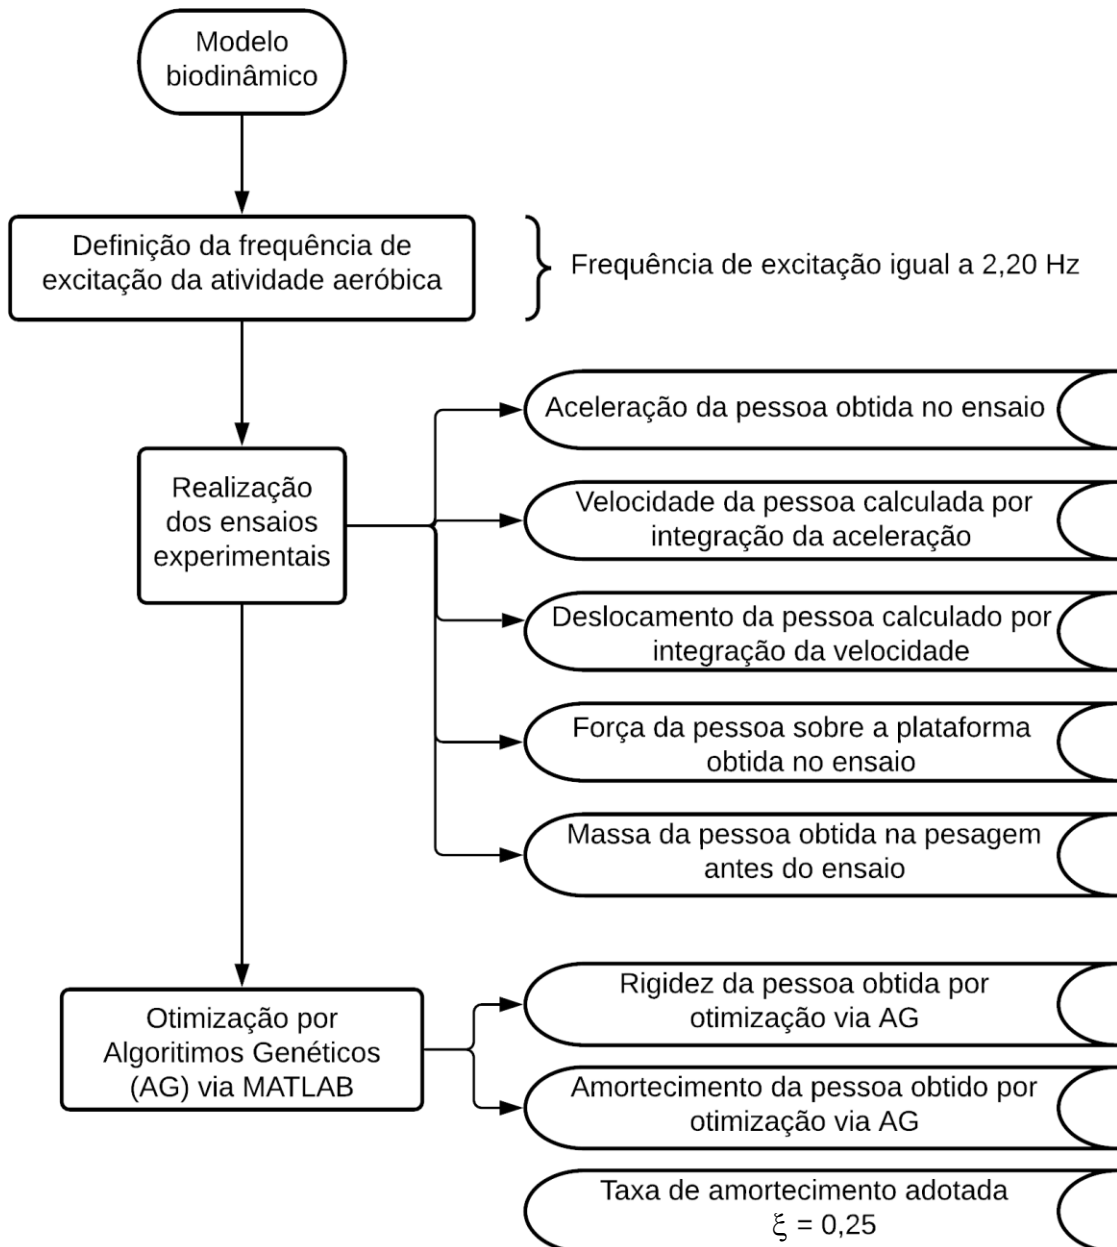 Modelo
biodinâmico
Definição da frequência de
excitação da atividade aeróbica
Frequência de excitação igual a 2,20 Hz
Realização
dos ensaios
experimentais
Aceleração da pessoa obtida no ensaio
Velocidade da pessoa calculada por
integração da aceleração
Deslocamento da pessoa calculado por
integração da velocidade
Força da pessoa sobre a plataforma
obtida no ensaio
Massa da pessoa obtida na pesagem
antes do ensaio
Otimização por
Algoritimos Genéticos
(AG) via MATLAB
Rigidez da pessoa obtida por
otimização via AG
Amortecimento da pessoa obtido por
otimização via AG
Taxa de amortecimento adotada
ξ = 0,25